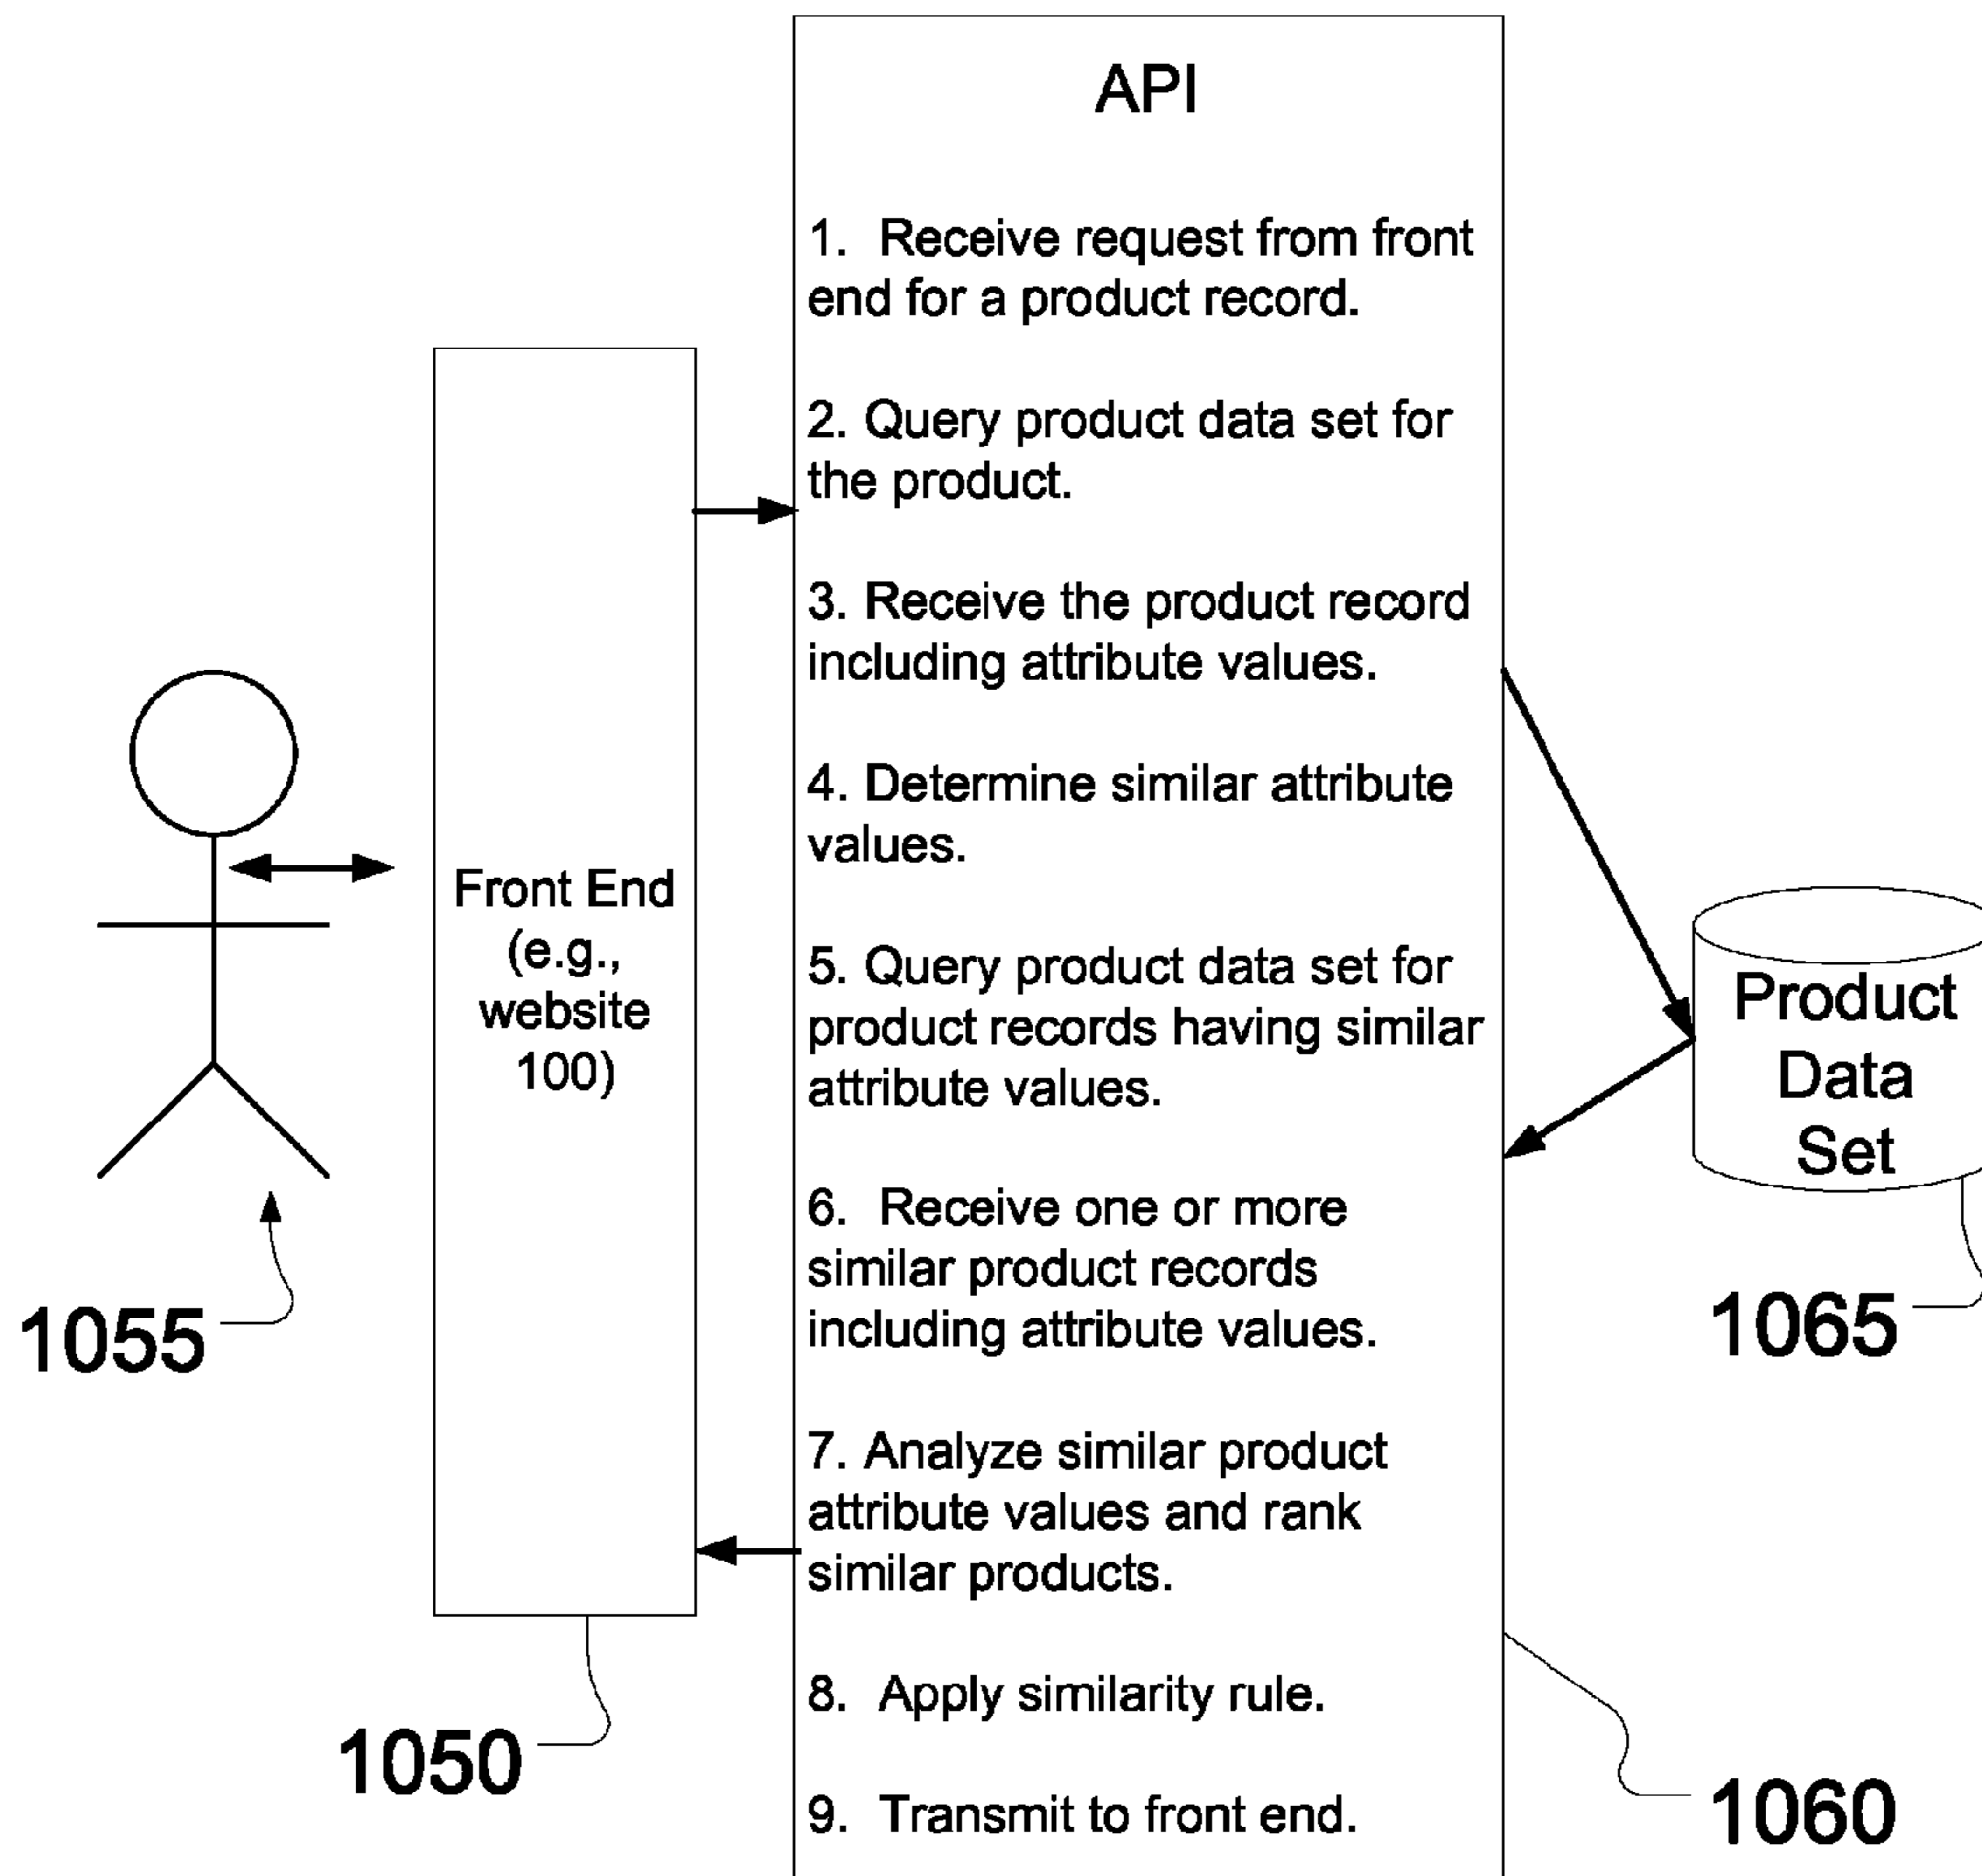 API
1. Receive request from front
end for a product record.
2. Query product data set for
the product.
3. Receive the product record
including attribute values.
4. Determine similar attribute
values.
5. Query product data set for
product records having similar
attribute values.
6. Receive one or more
similar product records
including attribute values.
7. Analyze similar product
attribute values and rank
similar products.
8. Apply similarity rule.
9. Transmit to front end.
Front End
(e.g.,
website
100)
Product
Data
Set
1055
1065
1050
1060